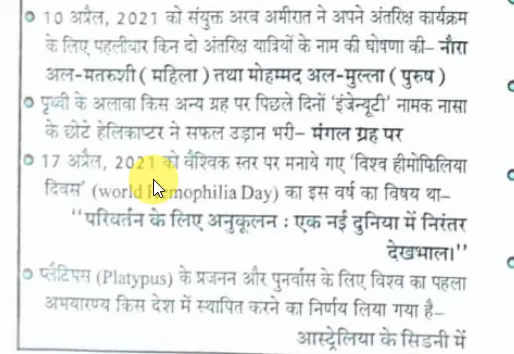 10 अप्रैल, 2021 को संयुक्त अरब अमीरात ने अपने अंतरिक्ष कार्यक्रम
के लिए पहलीबार किन दो अंतरिक्ष यात्रियों के नाम की घोषणा की– नौरा
अल-मतरुशी ( महिला ) तथा मोहम्मद अल-मुल्ला ( पुरुष )
पृथ्वी के अलावा किस अन्य ग्रह पर पिछले दिनों 'इंजेन्यूटी' नामक नासा
के छोटे हेलिकाप्टर ने सफल उड़ान भरी– मंगल ग्रह पर
17 अप्रैल, 2021 को वैश्विक स्तर पर मनाये गए 'विश्व हीमोफिलिया
दिवस' (world Hemophilia Day) का इस वर्ष का विषय था–
''परिवर्तन के लिए अनुकूलन : एक नई दुनिया में निरंतर
देखभाल।''
प्लैटिपस (Platypus) के प्रजनन और पुनर्वास के लिए विश्व का पहला
अभयारण्य किस देश में स्थापित करने का निर्णय लिया गया है–
आस्ट्रेलिया के सिडनी में